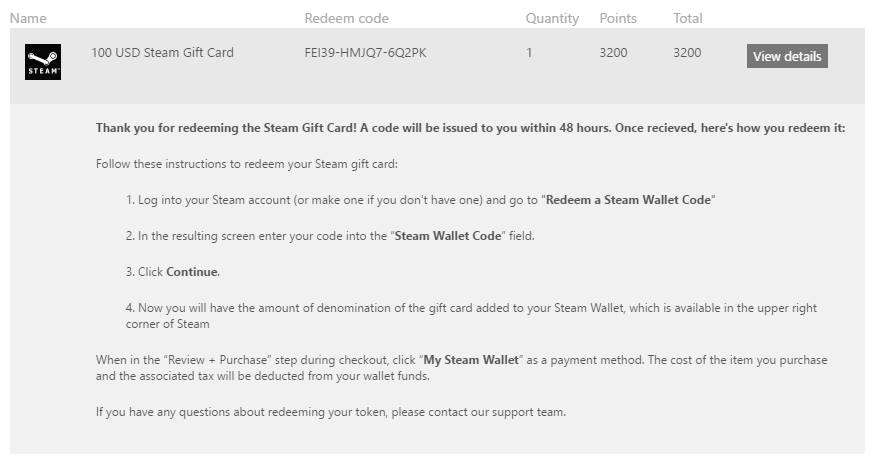 Name Redeem code Quantity Points Total
STEAM 100 USD Steam Gift Card FEI39-HMJQ7-6Q2PK 1 3200 3200 View details
Thank you for redeeming the Steam Gift Card! A code will be issued to you within 48 hours. Once recieved, here's how you redeem it:
Follow these instructions to redeem your Steam gift card:
1. Log into your Steam account (or make one if you don't have one) and go to "Redeem a Steam Wallet Code"
2. In the resulting screen enter your code into the “Steam Wallet Code” field.
3. Click Continue.
4. Now you will have the amount of denomination of the gift card added to your Steam Wallet, which is available in the upper right
corner of Steam
When in the “Review + Purchase” step during checkout, click “My Steam Wallet” as a payment method. The cost of the item you purchase
and the associated tax will be deducted from your wallet funds.
If you have any questions about redeeming your token, please contact our support team.